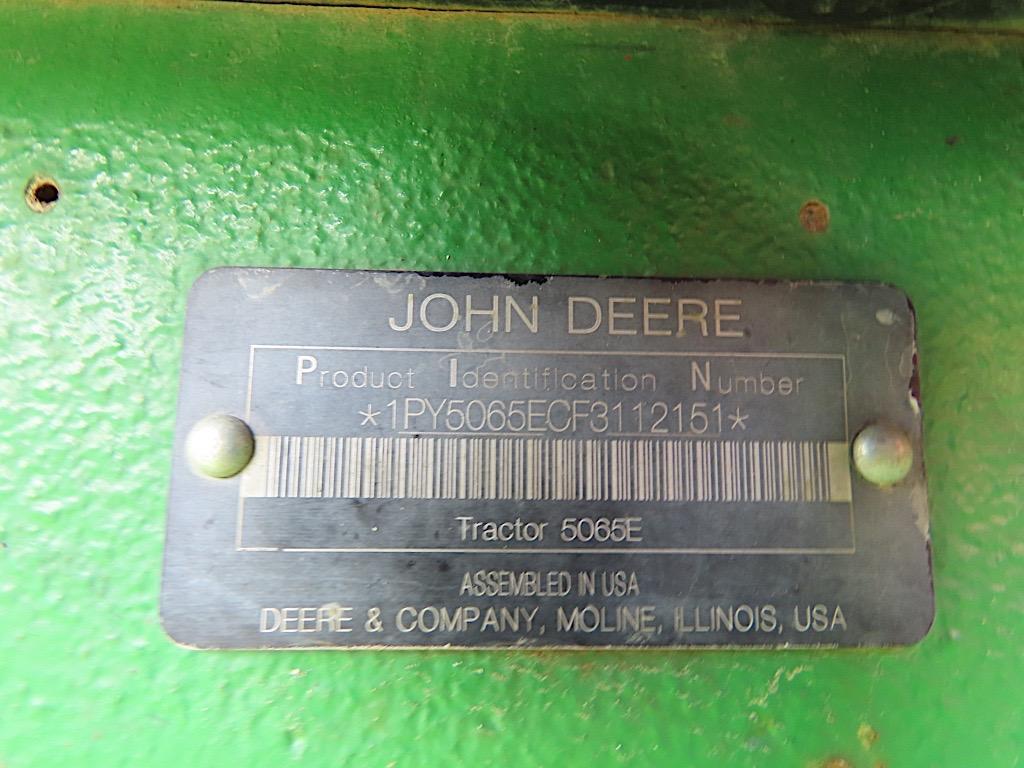 JOHN DEERE
Product Identification Number
*1PY5065ECF3112151*
Tractor 5065E
ASSEMBLED IN USA
DEERE & COMPANY, MOLINE, ILLINOIS, USA